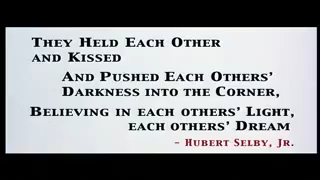 They Held Each Other
and Kissed
And Pushed Each Others'
Darkness into the Corner,
Believing in each others' Light,
each others' Dream
- Hubert Selby, Jr.